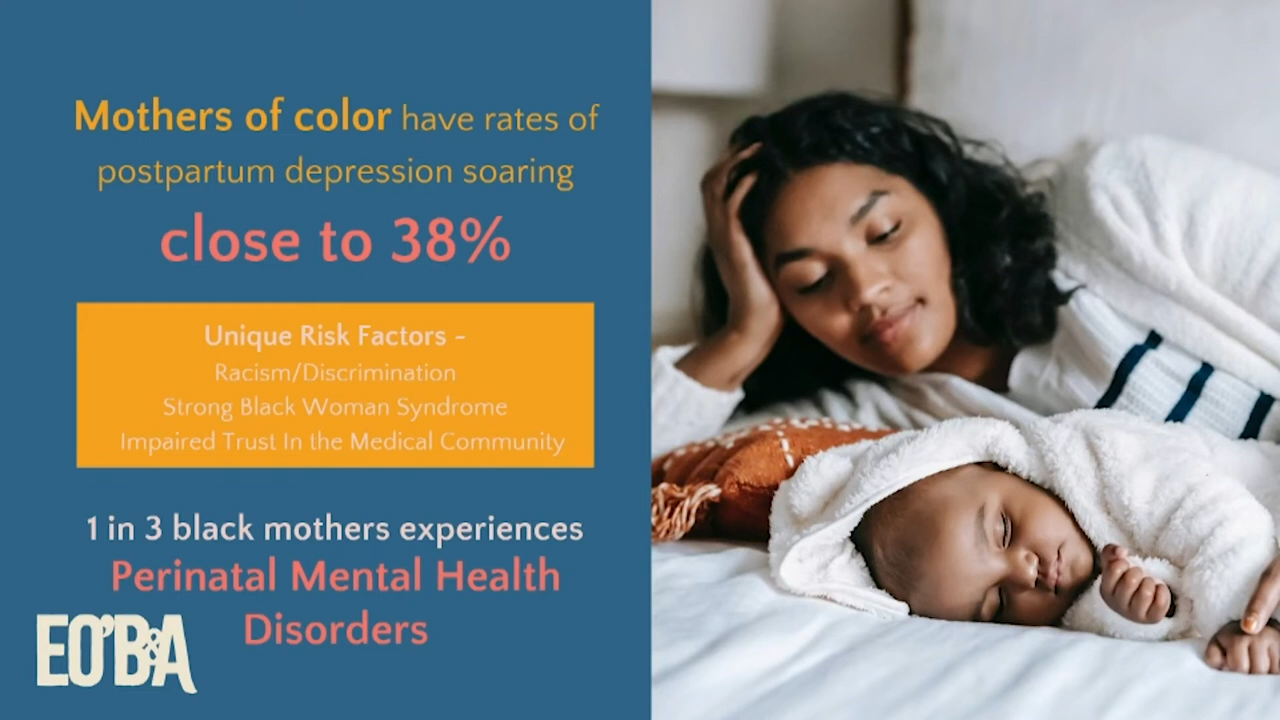 Mothers of color have rates of
postpartum depression soaring
close to 38%
Unique Risk Factors -
Racism/Discrimination
Strong Black Woman Syndrome
Impaired Trust In the Medical Community
1 in 3 black mothers experiences
Perinatal Mental Health
Disorders
EO'B&A